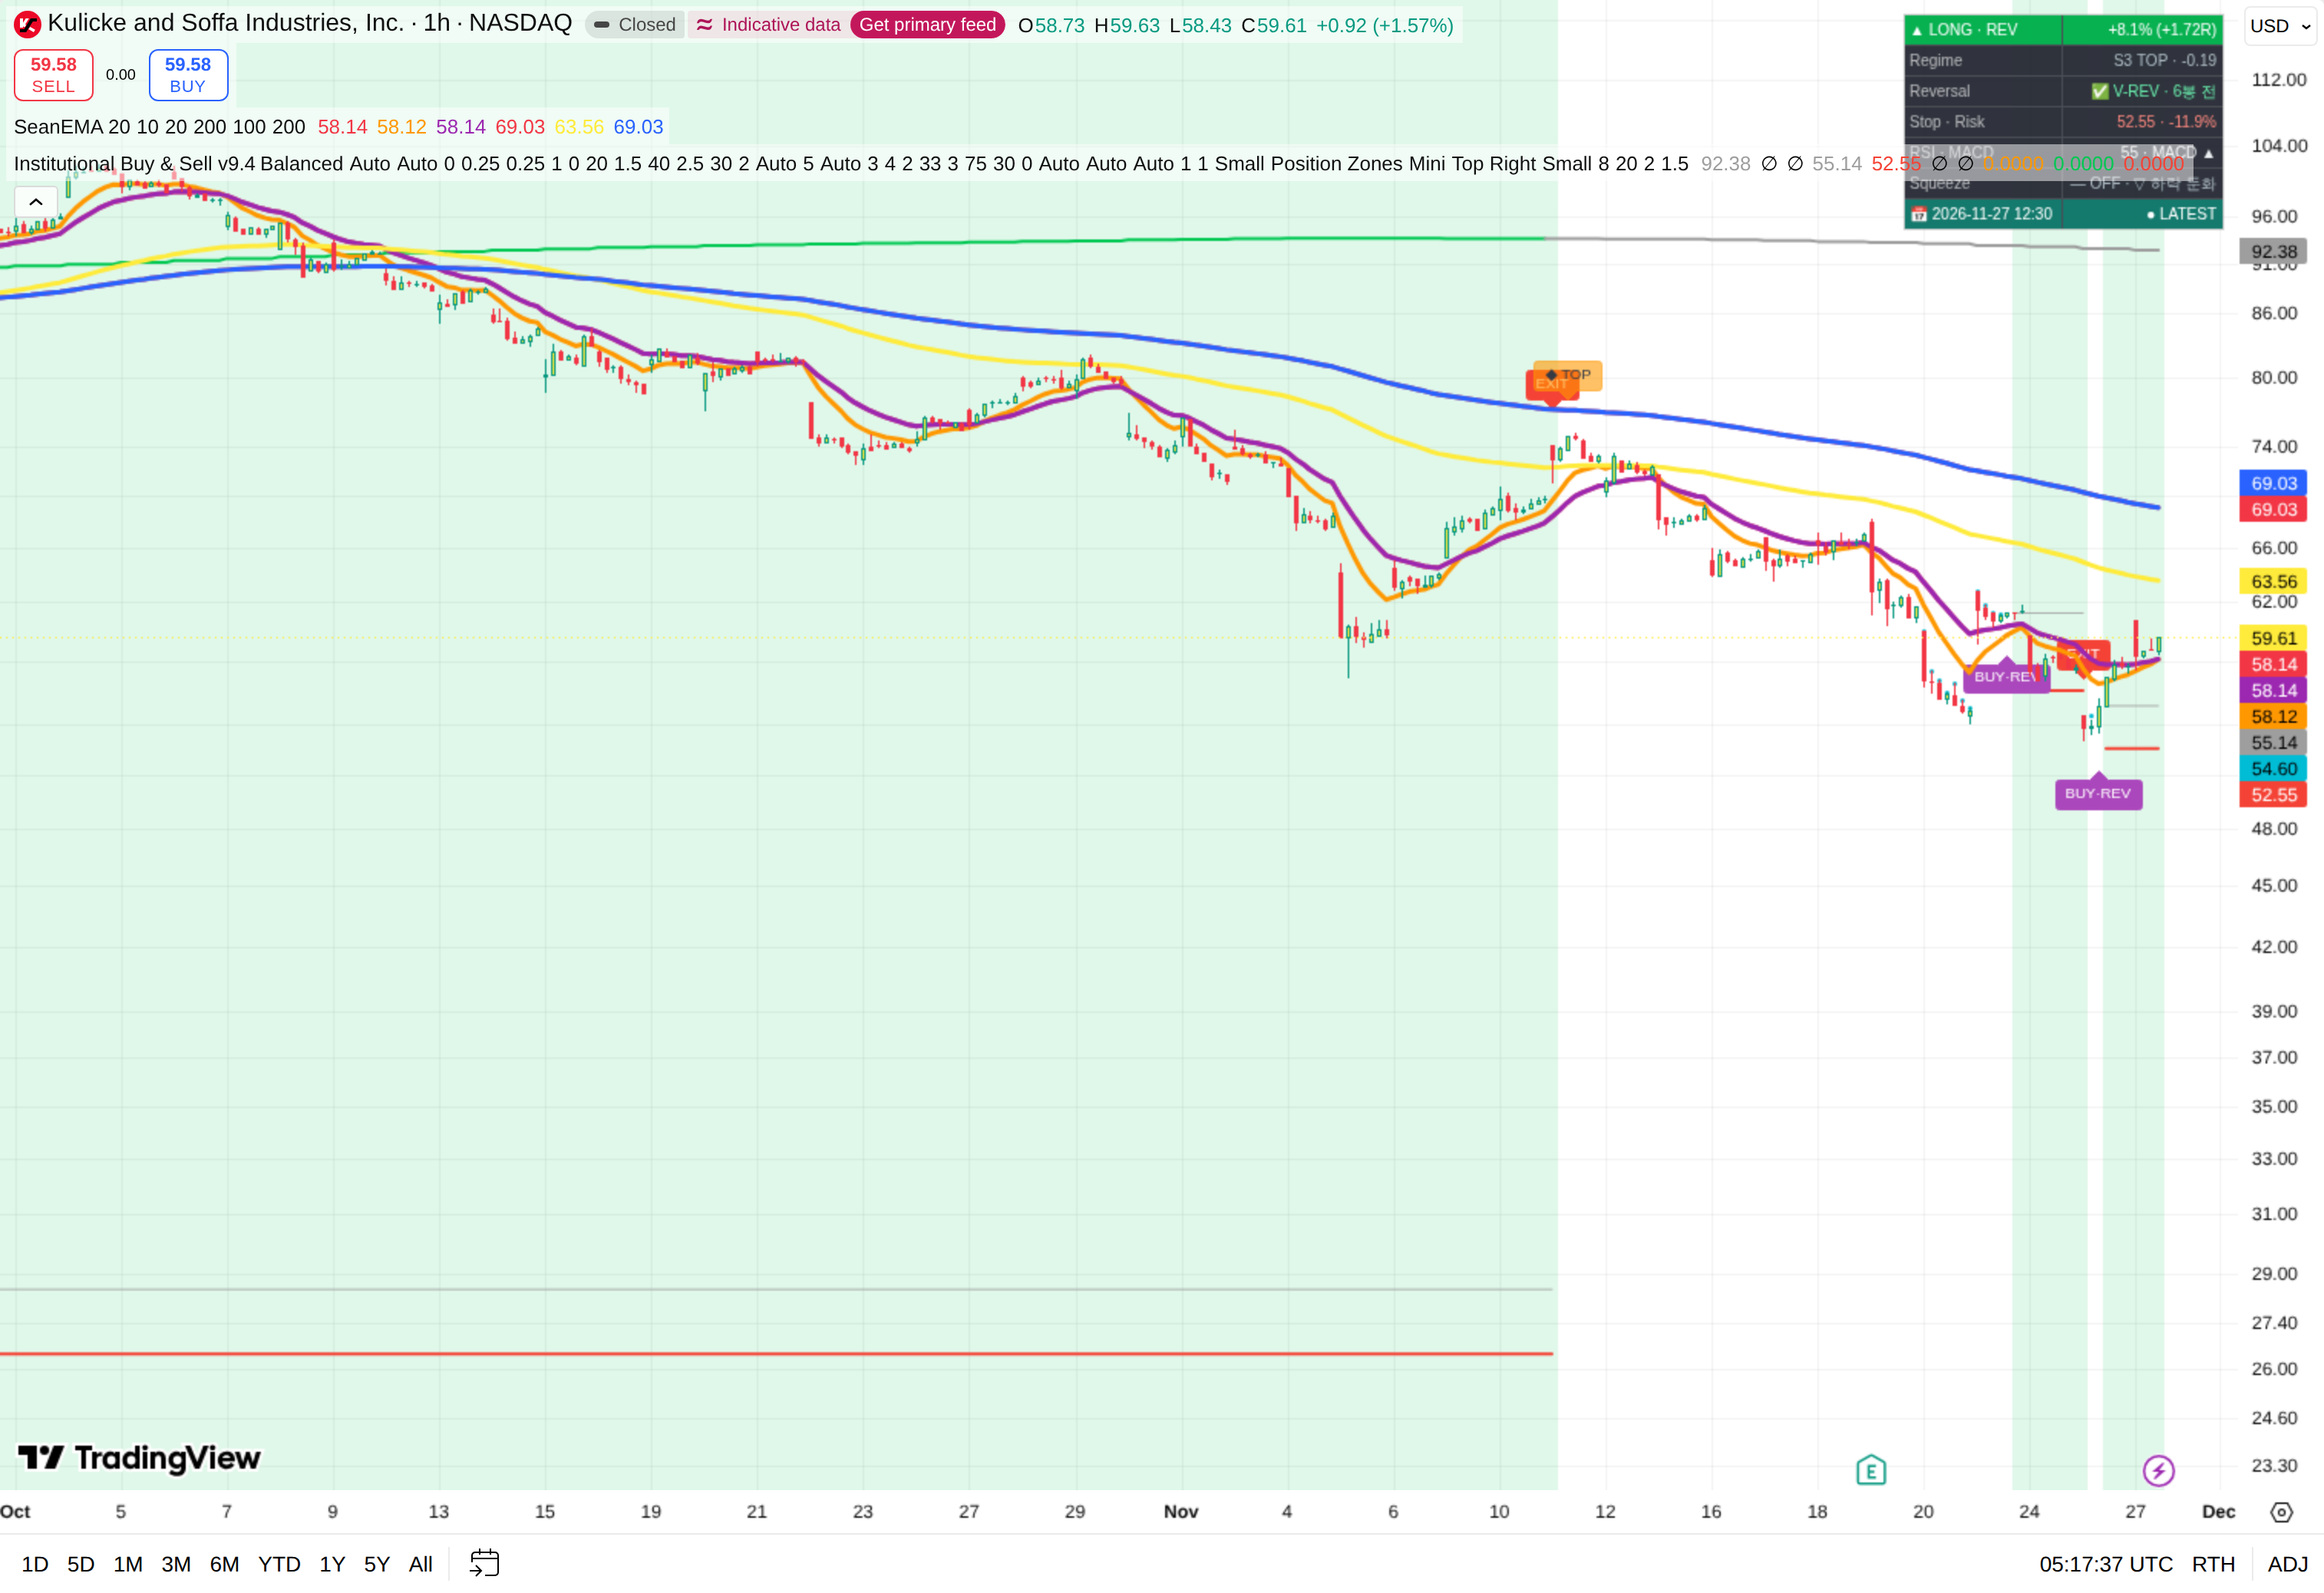 Kulicke and Soffa Industries, Inc. · 1h · NASDAQ Closed Indicative data Get primary feed O58.73 H59.63 L58.43 C59.61 +0.92 (+1.57%)
59.58 SELL 0.00 59.58 BUY
SeanEMA 20 10 20 200 100 200 58.14 58.12 58.14 69.03 63.56 69.03
Institutional Buy & Sell v9.4 Balanced Auto Auto 0 0.25 0.25 1 0 20 1.5 40 2.5 30 2 Auto 5 Auto 3 4 2 33 3 75 30 0 Auto Auto Auto 1 1 Small Position Zones Mini Top Right Small 8 20 2 1.5 92.38 ∅ ∅ 55.14 52.55 ∅ ∅ 0.0000 0.0000 0.0000
▲ LONG · REV +8.1% (+1.72R)
Regime S3 TOP · -0.19
Reversal ✅ V-REV · 6봉 전
Stop · Risk 52.55 · -11.9%
RSI · MACD 55 · MACD ▲
Squeeze — OFF · ▽ 하락 둔화
📅 2026-11-27 12:30 ● LATEST
USD
112.00
104.00
96.00
92.38
91.00
86.00
80.00
74.00
69.03
69.03
66.00
63.56
62.00
59.61
58.14
58.14
58.12
55.14
54.60
52.55
48.00
45.00
42.00
39.00
37.00
35.00
33.00
31.00
29.00
27.40
26.00
24.60
23.30
◆ TOP
EXIT
BUY·REV
EXIT
BUY·REV
E
TradingView
Oct 5 7 9 13 15 19 21 23 27 29 Nov 4 6 10 12 16 18 20 24 27 Dec
1D 5D 1M 3M 6M YTD 1Y 5Y All 05:17:37 UTC RTH ADJ